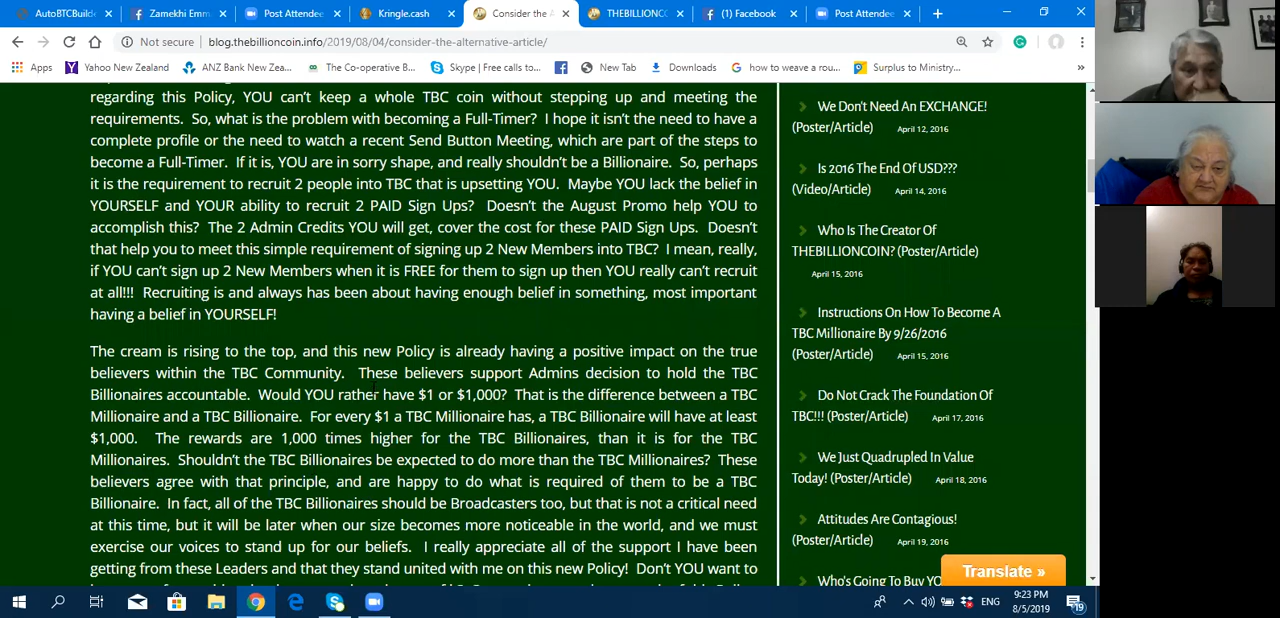 AutoBTCBuilde
Zamekhi Emm
Post Attendee
Kringle.cash
Consider the A
THEBILLIONCO
(1) Facebook
Post Attendee
Not secure
blog.thebillioncoin.info/2019/08/04/consider-the-alternative-article/
Apps
Yahoo New Zealand
ANZ Bank New Zea...
The Co-operative B...
Skype | Free calls to...
New Tab
Downloads
how to weave a rou...
Surplus to Ministry...
regarding this Policy, YOU can't keep a whole TBC coin without stepping up and meeting the
requirements. So, what is the problem with becoming a Full-Timer? I hope it isn't the need to have a
complete profile or the need to watch a recent Send Button Meeting, which are part of the steps to
become a Full-Timer. If it is, YOU are in sorry shape, and really shouldn't be a Billionaire. So, perhaps
it is the requirement to recruit 2 people into TBC that is upsetting YOU. Maybe YOU lack the belief in
YOURSELF and YOUR ability to recruit 2 PAID Sign Ups? Doesn't the August Promo help YOU to
accomplish this? The 2 Admin Credits YOU will get, cover the cost for these PAID Sign Ups. Doesn't
that help you to meet this simple requirement of signing up 2 New Members into TBC? I mean, really,
if YOU can't sign up 2 New Members when it is FREE for them to sign up then YOU really can't recruit
at all!!! Recruiting is and always has been about having enough belief in something, most important
having a belief in YOURSELF!
The cream is rising to the top, and this new Policy is already having a positive impact on the true
believers within the TBC Community. These believers support Admins decision to hold the TBC
Billionaires accountable. Would YOU rather have $1 or $1,000? That is the difference between a TBC
Millionaire and a TBC Billionaire. For every $1 a TBC Millionaire has, a TBC Billionaire will have at least
$1,000. The rewards are 1,000 times higher for the TBC Billionaires, than it is for the TBC
Millionaires. Shouldn't the TBC Billionaires be expected to do more than the TBC Millionaires? These
believers agree with that principle, and are happy to do what is required of them to be a TBC
Billionaire. In fact, all of the TBC Billionaires should be Broadcasters too, but that is not a critical need
at this time, but it will be later when our size becomes more noticeable in the world, and we must
exercise our voices to stand up for our beliefs. I really appreciate all of the support I have been
getting from these Leaders and that they stand united with me on this new Policy! Don't YOU want to
We Don't Need An EXCHANGE!
(Poster/Article) April 12, 2016
Is 2016 The End Of USD???
(Video/Article) April 14, 2016
Who Is The Creator Of
THEBILLIONCOIN? (Poster/Article)
April 15, 2016
Instructions On How To Become A
TBC Millionaire By 9/26/2016
(Poster/Article) April 15, 2016
Do Not Crack The Foundation Of
TBC!!! (Poster/Article) April 17, 2016
We Just Quadrupled In Value
Today! (Poster/Article) April 18, 2016
Attitudes Are Contagious!
(Poster/Article) April 19, 2016
Who's Going To Buy YO
Translate »
ENG
9:23 PM
8/5/2019
19